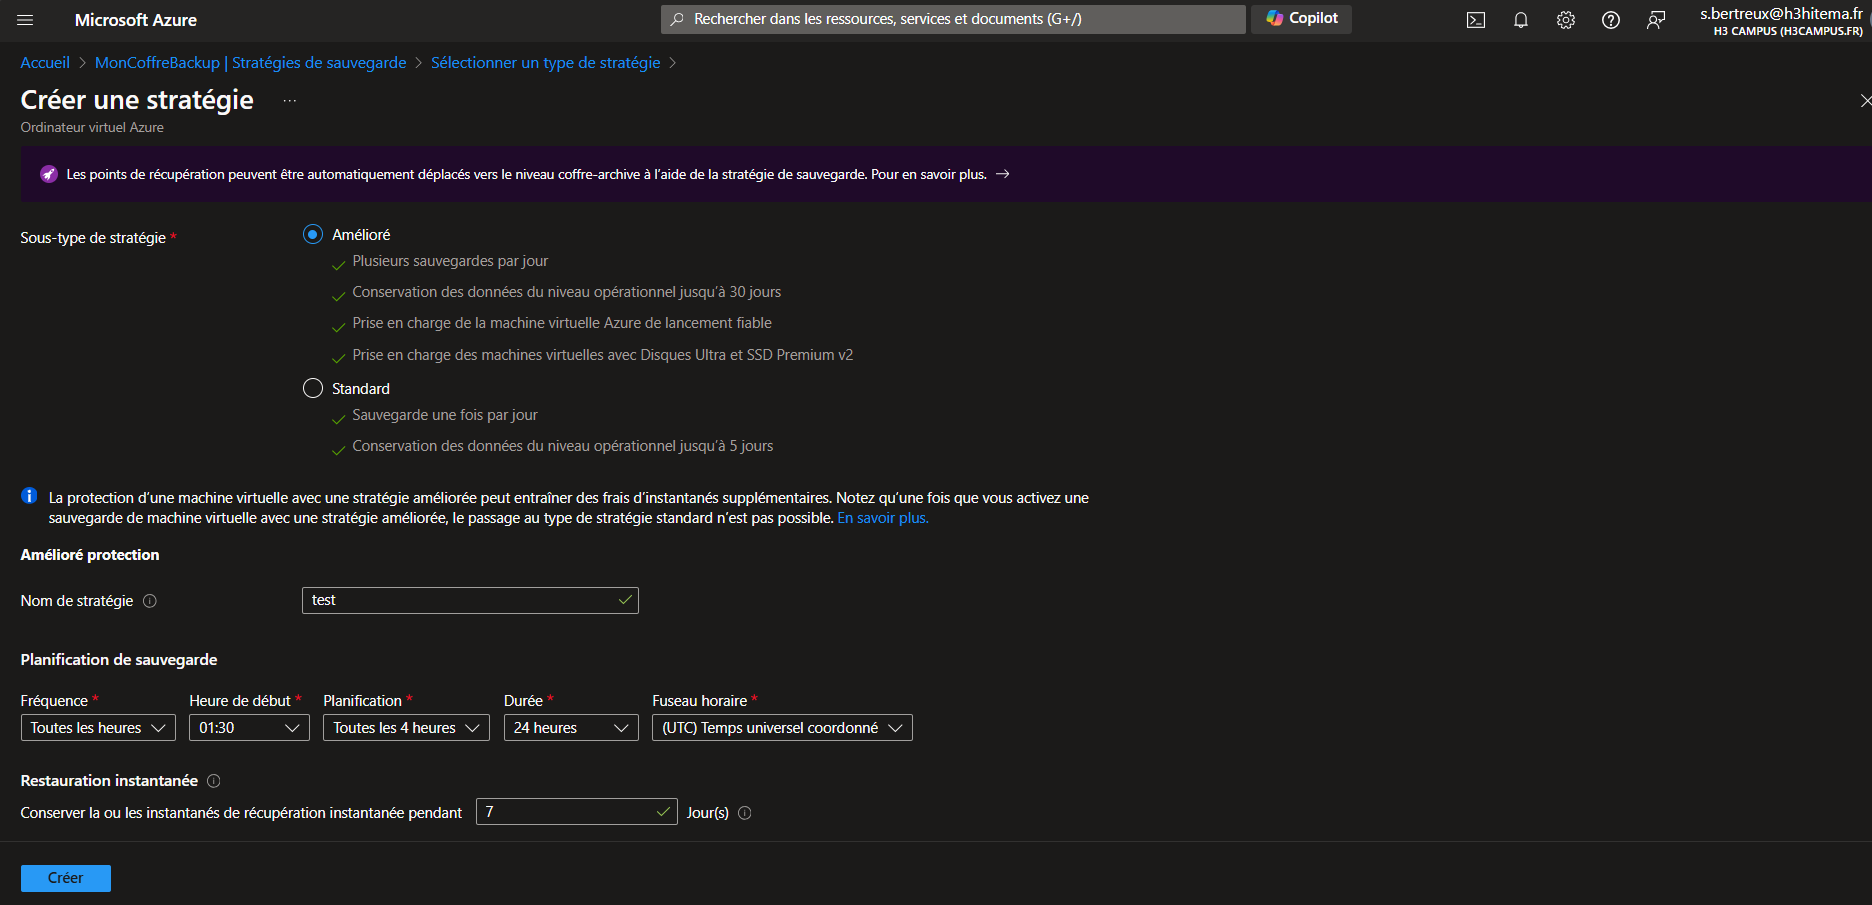 Microsoft Azure
Rechercher dans les ressources, services et documents (G+/)
Copilot
s.bertreux@h3hitema.fr
H3 CAMPUS (H3CAMPUS.FR)
Accueil > MonCoffreBackup | Stratégies de sauvegarde > Sélectionner un type de stratégie >
Créer une stratégie ...
Ordinateur virtuel Azure
Les points de récupération peuvent être automatiquement déplacés vers le niveau coffre-archive à l'aide de la stratégie de sauvegarde. Pour en savoir plus. →
Sous-type de stratégie *
Amélioré
Plusieurs sauvegardes par jour
Conservation des données du niveau opérationnel jusqu'à 30 jours
Prise en charge de la machine virtuelle Azure de lancement fiable
Prise en charge des machines virtuelles avec Disques Ultra et SSD Premium v2
Standard
Sauvegarde une fois par jour
Conservation des données du niveau opérationnel jusqu'à 5 jours
La protection d'une machine virtuelle avec une stratégie améliorée peut entraîner des frais d'instantanés supplémentaires. Notez qu'une fois que vous activez une
sauvegarde de machine virtuelle avec une stratégie améliorée, le passage au type de stratégie standard n'est pas possible. En savoir plus.
Amélioré protection
Nom de stratégie
test
Planification de sauvegarde
Fréquence * Heure de début * Planification * Durée * Fuseau horaire *
Toutes les heures 01:30 Toutes les 4 heures 24 heures (UTC) Temps universel coordonné
Restauration instantanée
Conserver la ou les instantanés de récupération instantanée pendant 7 Jour(s)
Créer